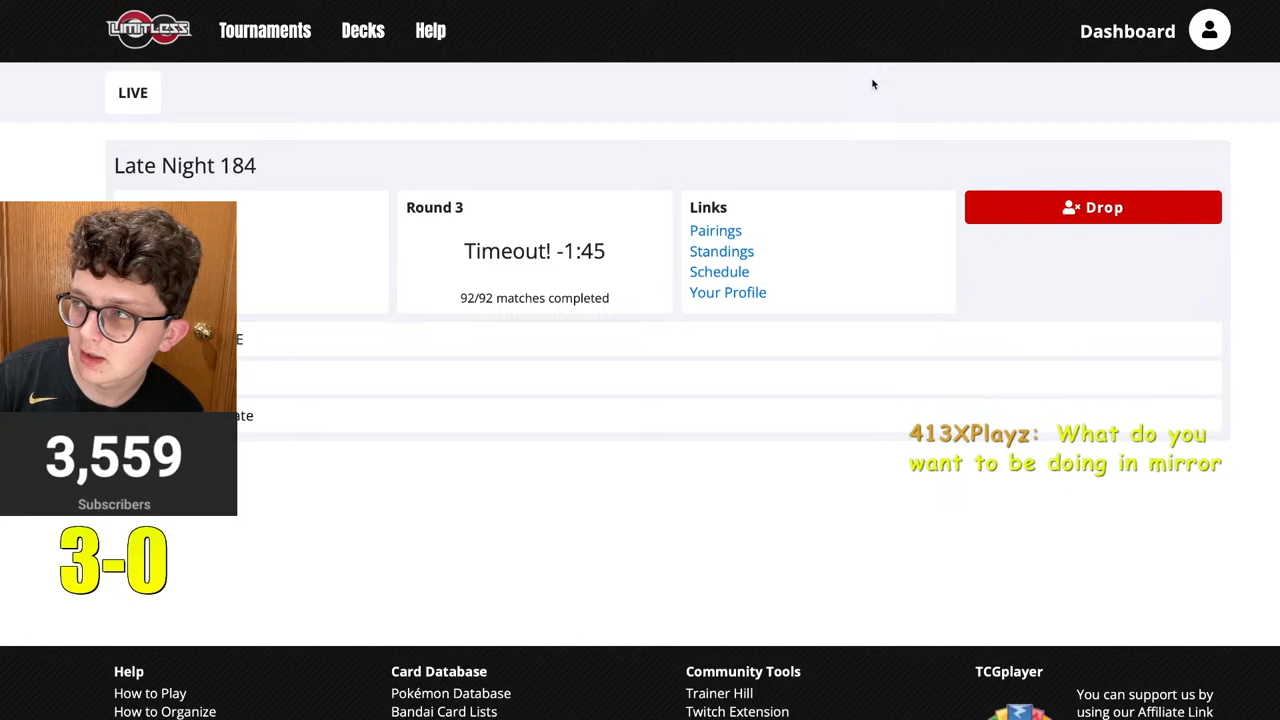 LIMITLESS
Tournaments
Decks
Help
Dashboard
LIVE
Late Night 184
Round 3
Timeout! -1:45
92/92 matches completed
Links
Pairings
Standings
Schedule
Your Profile
Drop
E
ate
413XPlayz: What do you
want to be doing in mirror
3,559
Subscribers
3-0
Help
How to Play
How to Organize
Card Database
Pokémon Database
Bandai Card Lists
Community Tools
Trainer Hill
Twitch Extension
TCGplayer
You can support us by
using our Affiliate Link